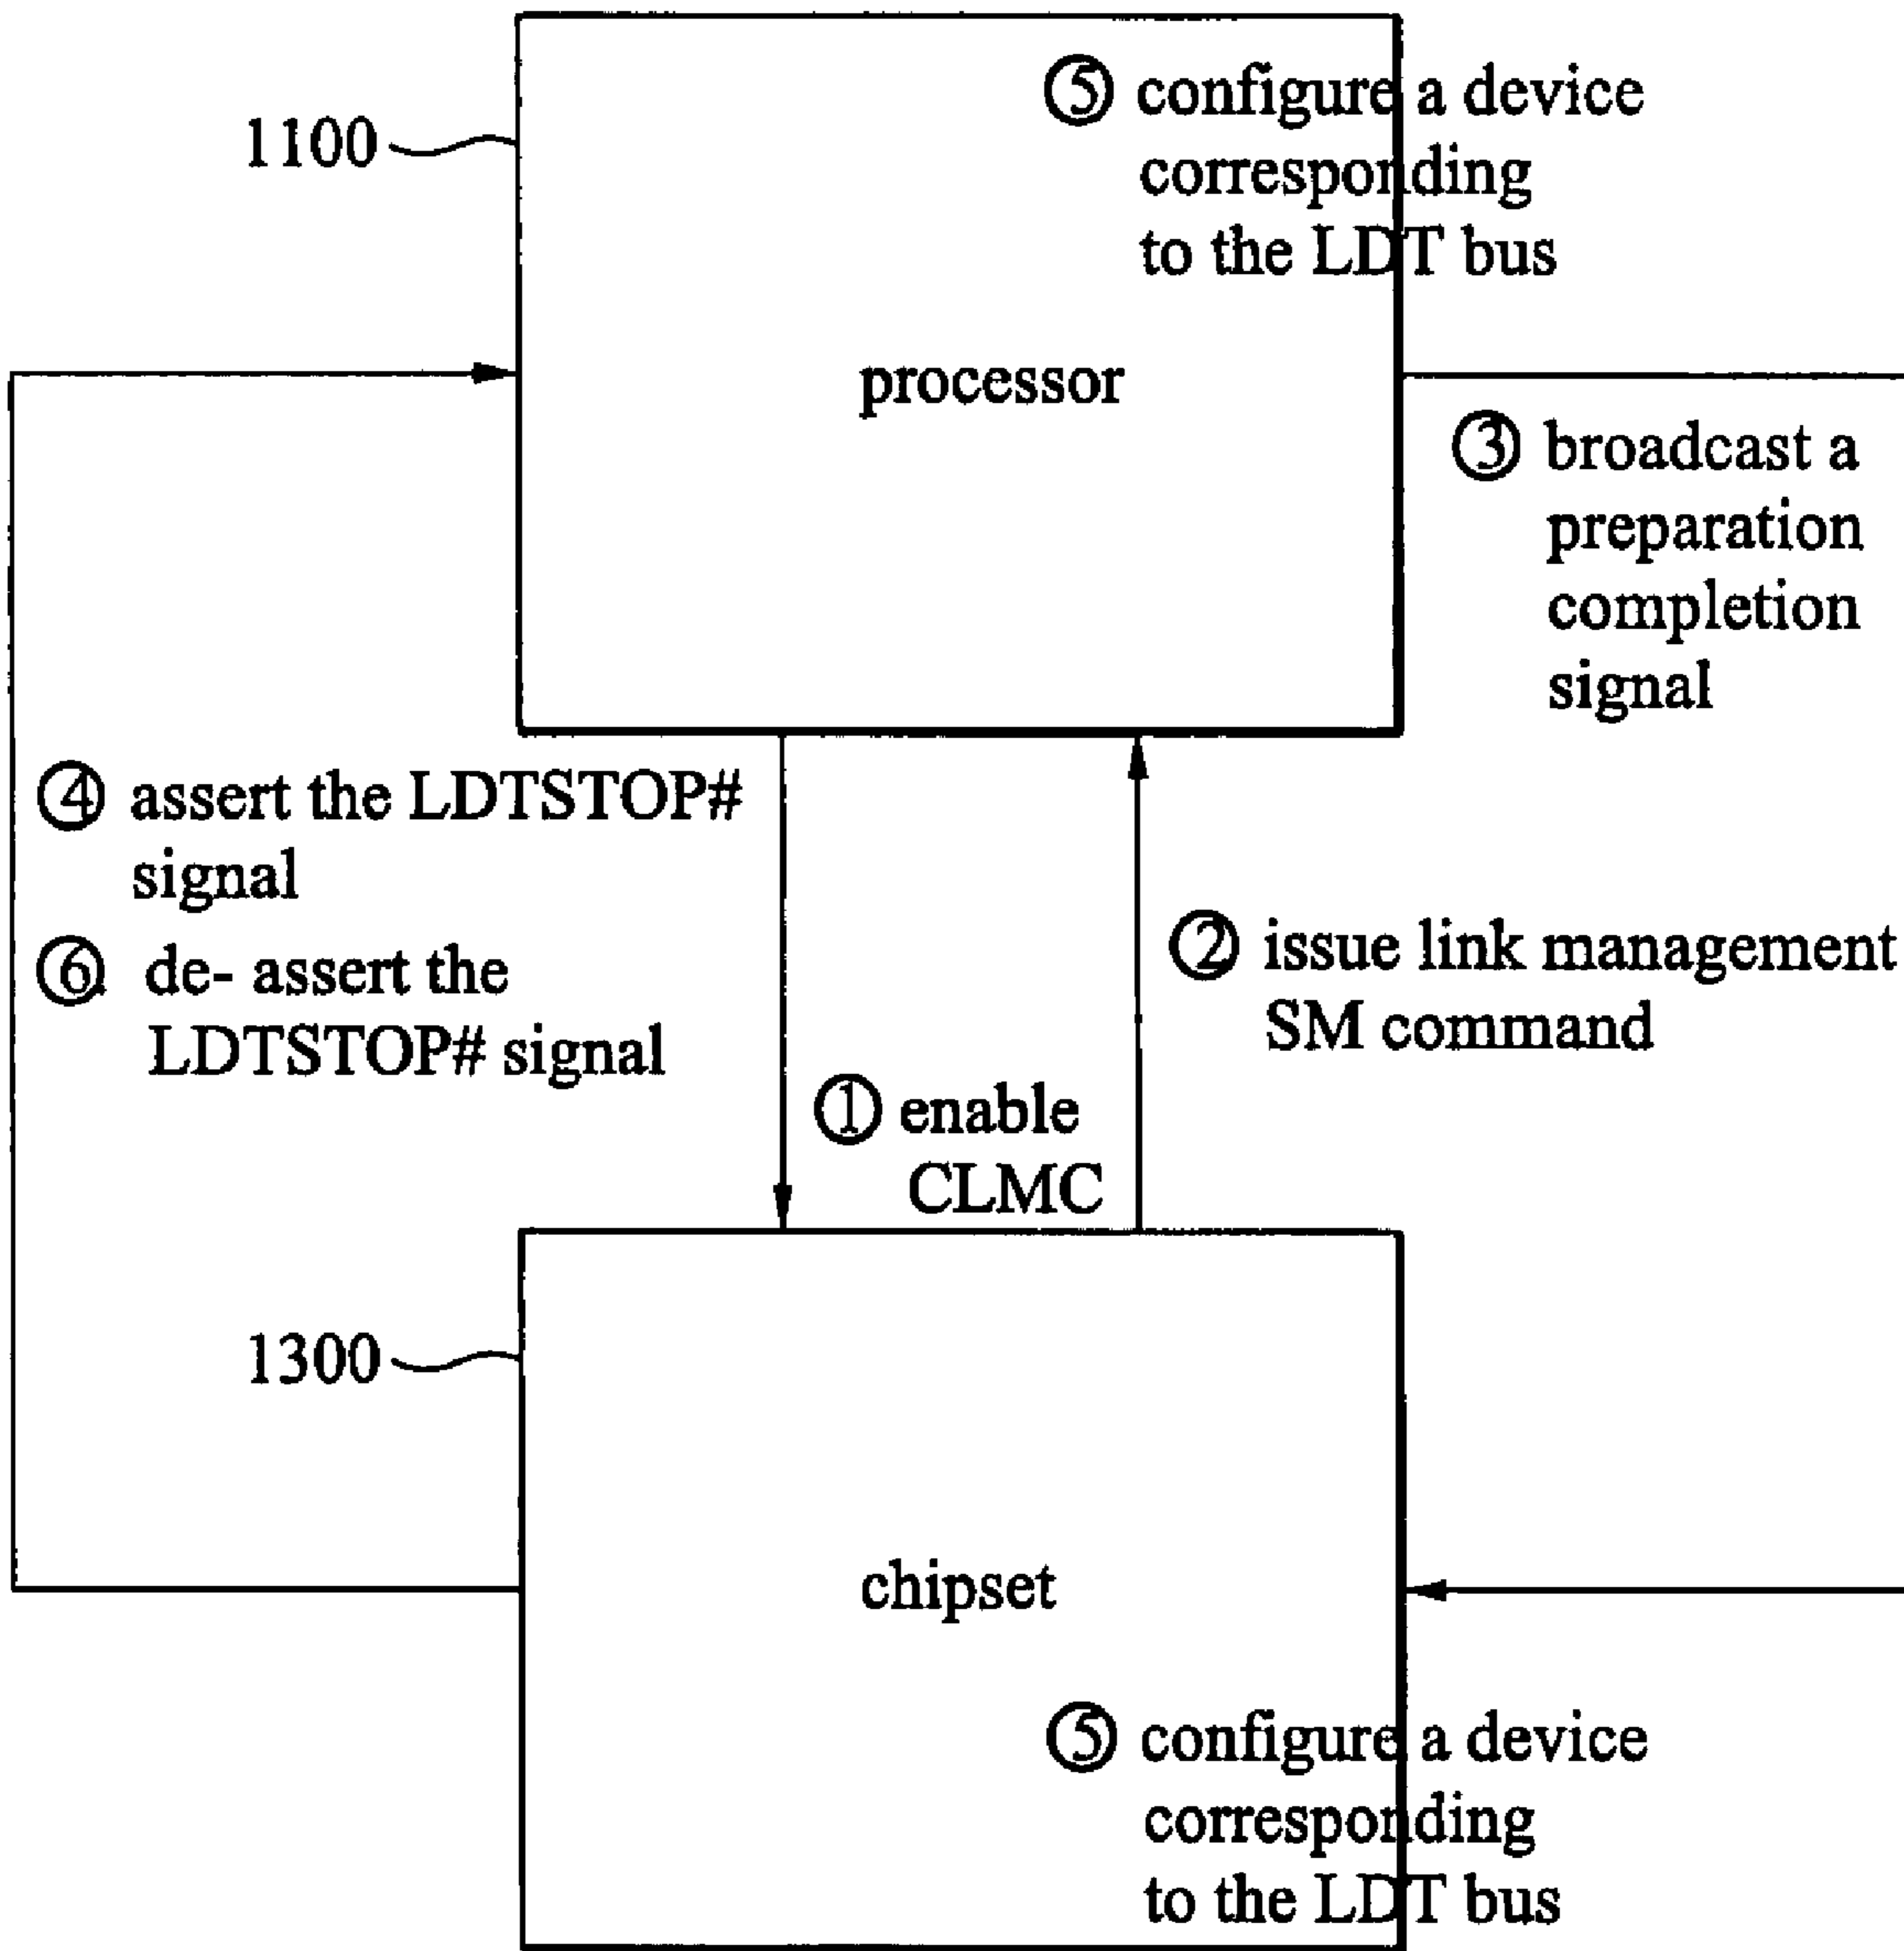 ⑤ configure a device
corresponding
to the LDT bus
1100
processor
③ broadcast a
preparation
completion
signal
④ assert the LDTSTOP#
signal
⑥ de- assert the
LDTSTOP# signal
② issue link management
SM command
① enable
CLMC
1300
chipset
⑤ configure a device
corresponding
to the LDT bus